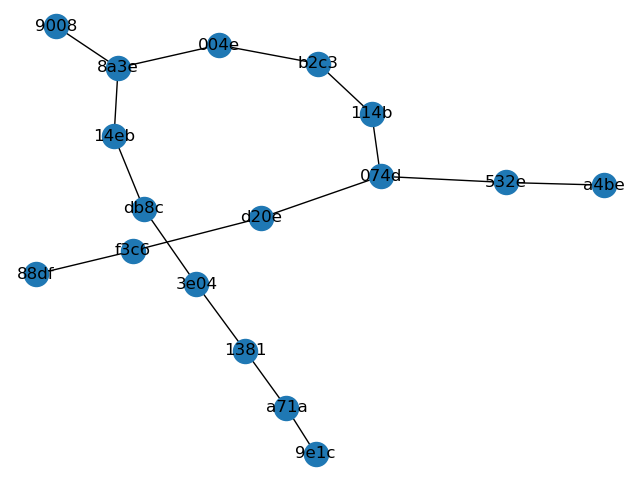 9008
004e
b2c3
8a3e
114b
14eb
074d
532e
a4be
db8c
d20e
f3c6
88df
3e04
1381
a71a
9e1c